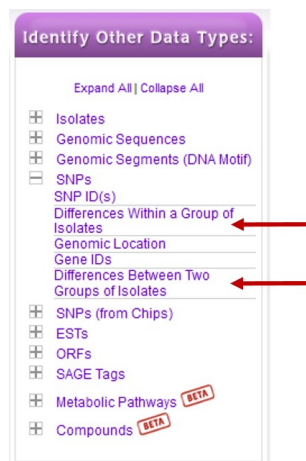 Identify Other Data Types:
Expand All | Collapse All
Isolates
Genomic Sequences
Genomic Segments (DNA Motif)
SNPs
SNP ID(s)
Differences Within a Group of
Isolates
Genomic Location
Gene IDs
Differences Between Two
Groups of Isolates
SNPs (from Chips)
ESTs
ORFs
SAGE Tags
Metabolic Pathways BETA
Compounds BETA